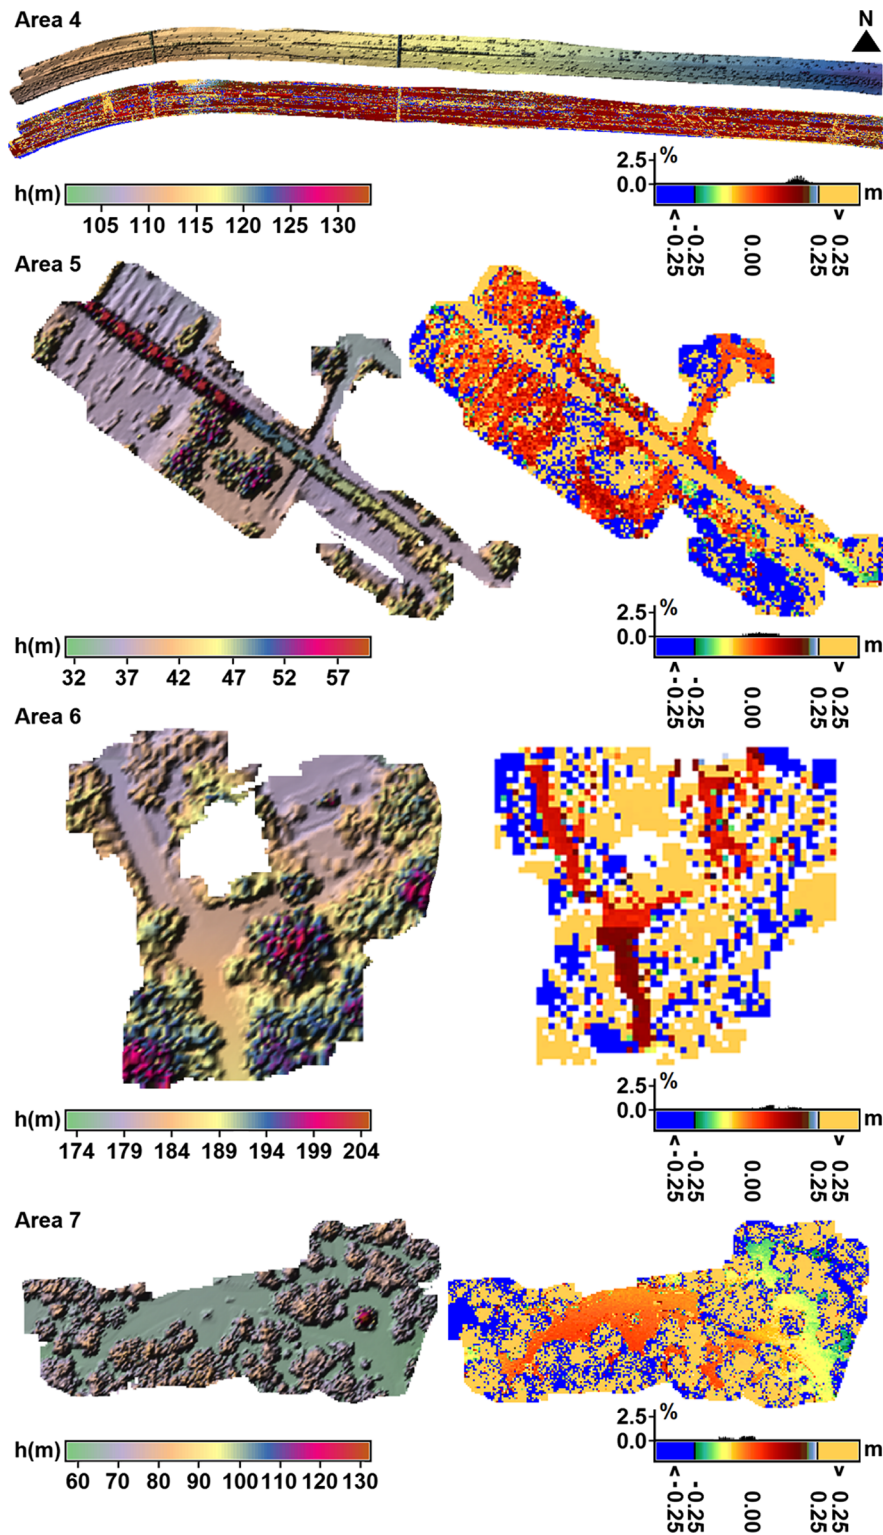 Area 4
N
% 
2.5
0.0
h(m)
m
105 110 115 120 125 130
< -0.25
-0.25
0.00
0.25
> 0.25
Area 5
%
2.5
0.0
h(m)
m
32 37 42 47 52 57
< -0.25
-0.25
0.00
0.25
> 0.25
Area 6
%
2.5
0.0
h(m)
m
174 179 184 189 194 199 204
< -0.25
-0.25
0.00
0.25
> 0.25
Area 7
%
2.5
0.0
h(m)
m
60 70 80 90 100 110 120 130
< -0.25
-0.25
0.00
0.25
> 0.25